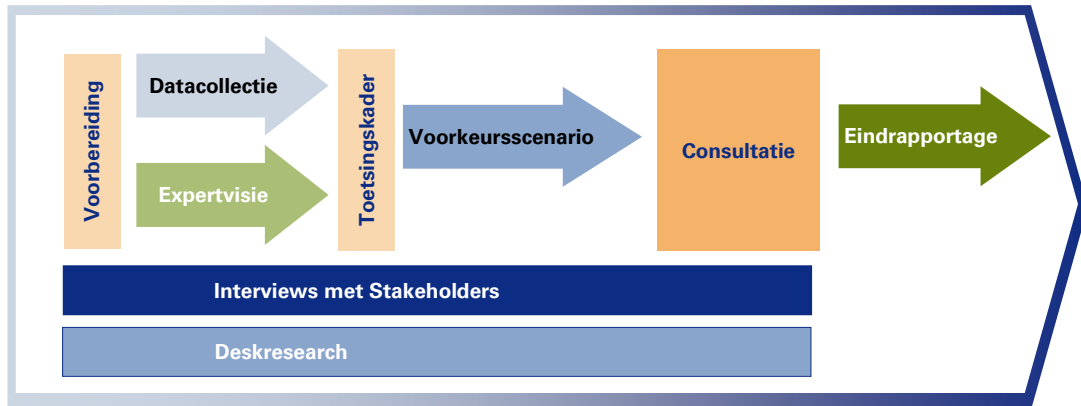 Voorbereiding
Datacollectie
Expertvisie
Toetsingskader
Voorkeursscenario
Consultatie
Eindrapportage
Interviews met Stakeholders
Deskresearch